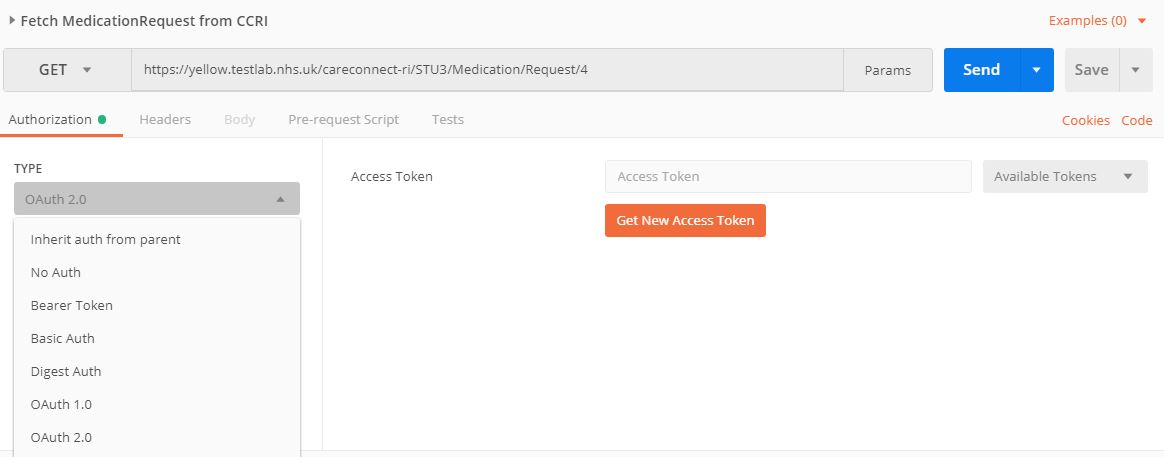 Fetch MedicationRequest from CCRI
Examples (0)
GET
https://yellow.testlab.nhs.uk/careconnect-ri/STU3/Medication/Request/4
Params
Send
Save
Authorization
Headers
Body
Pre-request Script
Tests
Cookies
Code
TYPE
OAuth 2.0
Inherit auth from parent
No Auth
Bearer Token
Basic Auth
Digest Auth
OAuth 1.0
OAuth 2.0
Access Token
Access Token
Available Tokens
Get New Access Token